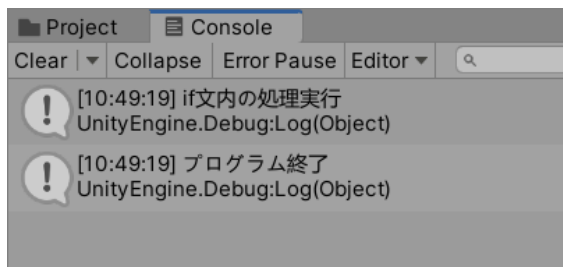 Project Console
Clear Collapse Error Pause Editor
[10:49:19] if文内の処理実行
UnityEngine.Debug:Log(Object)
[10:49:19] プログラム終了
UnityEngine.Debug:Log(Object)